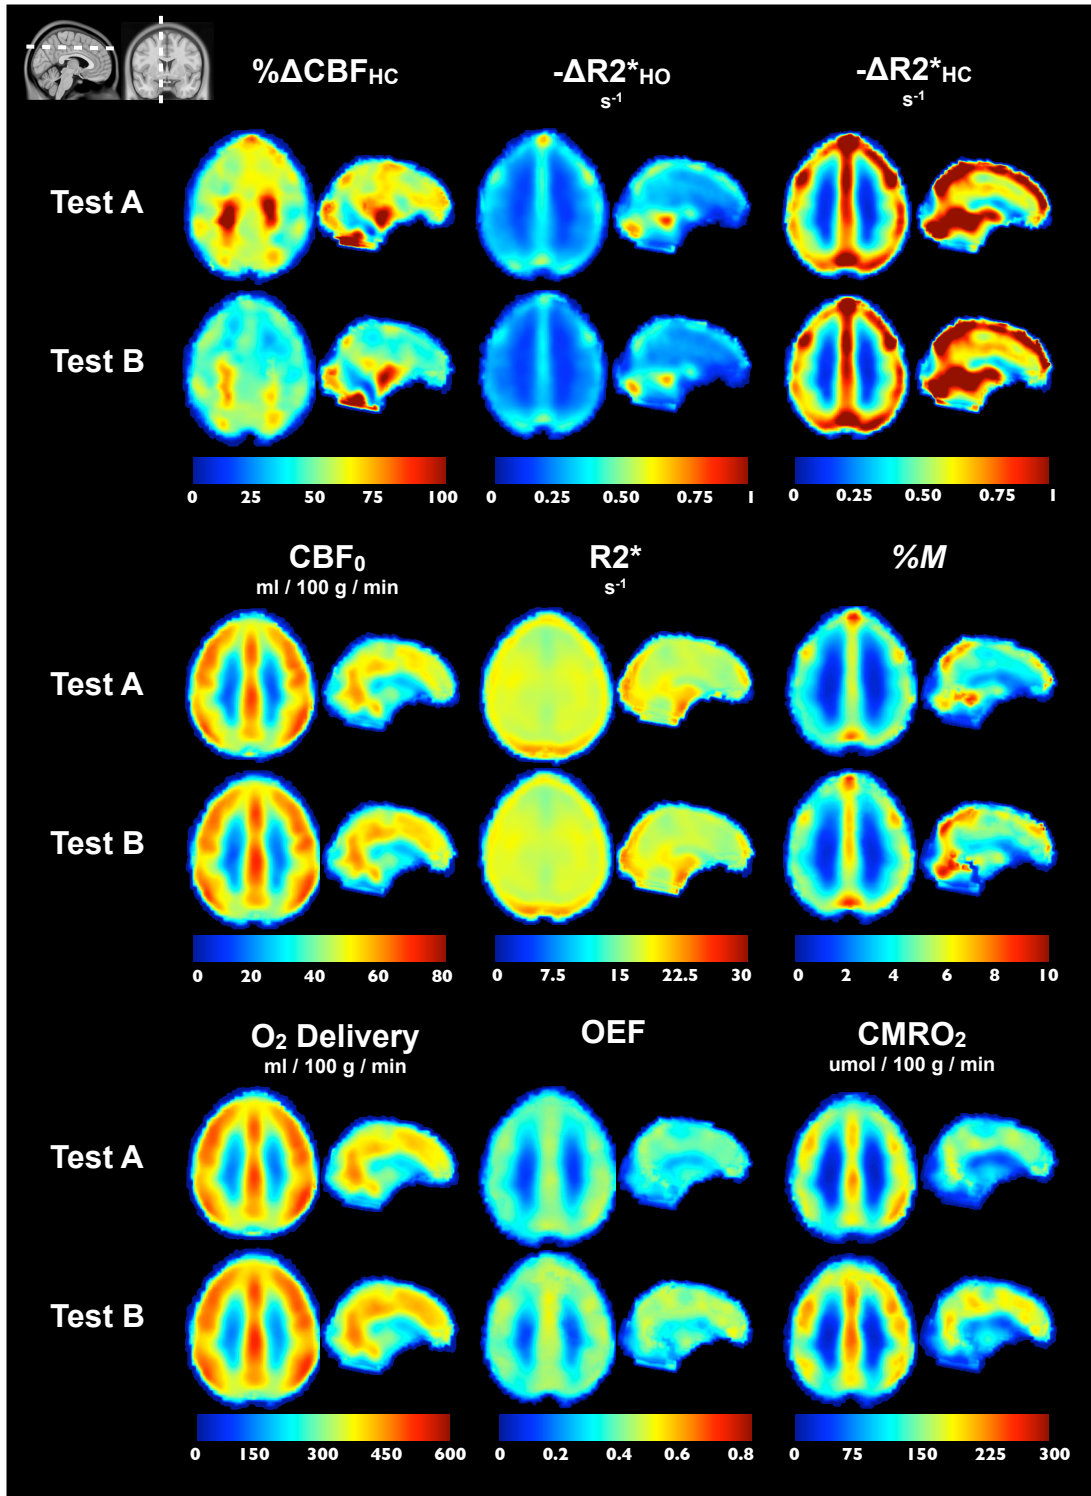 %ΔCBFHC -ΔR2*HO -ΔR2*HC
s-1 s-1
Test A
Test B
0 25 50 75 100 0 0.25 0.50 0.75 1 0 0.25 0.50 0.75 1
CBF0 R2* %M
ml / 100 g / min s-1
Test A
Test B
0 20 40 60 80 0 7.5 15 22.5 30 0 2 4 6 8 10
O2 Delivery OEF CMRO2
ml / 100 g / min umol / 100 g / min
Test A
Test B
0 150 300 450 600 0 0.2 0.4 0.6 0.8 0 75 150 225 300